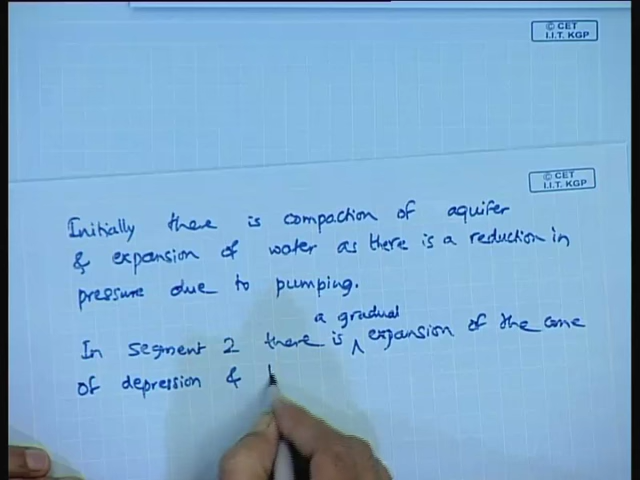 © CET
I.I.T. KGP
© CET
I.I.T. KGP
Initially there is compaction of aquifer
& expansion of water as there is a reduction in
pressure due to pumping.
a gradual
In segment 2 there is ∧ expansion of the cone
of depression &